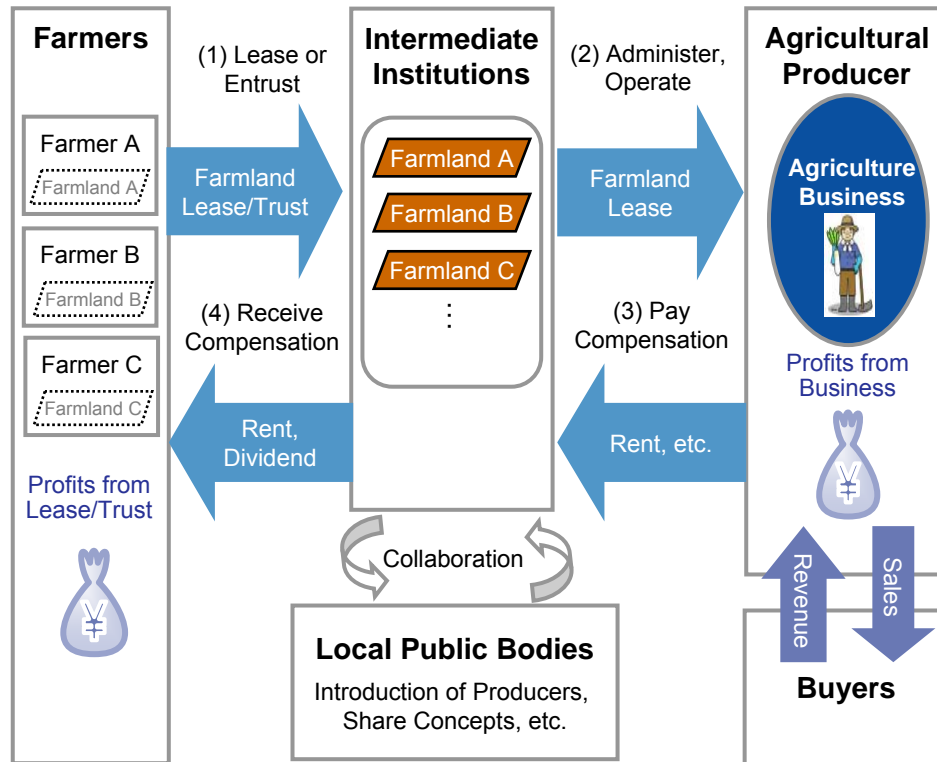 Farmers
Farmer A
Farmland A
Farmer B
Farmland B
Farmer C
Farmland C
Profits from
Lease/Trust
¥
(1) Lease or
Entrust
Farmland
Lease/Trust
(4) Receive
Compensation
Rent,
Dividend
Intermediate
Institutions
Farmland A
Farmland B
Farmland C
⋮
Collaboration
Local Public Bodies
Introduction of Producers,
Share Concepts, etc.
(2) Administer,
Operate
Farmland
Lease
(3) Pay
Compensation
Rent, etc.
Agricultural
Producer
Agriculture
Business
Profits from
Business
¥
Revenue
Sales
Buyers